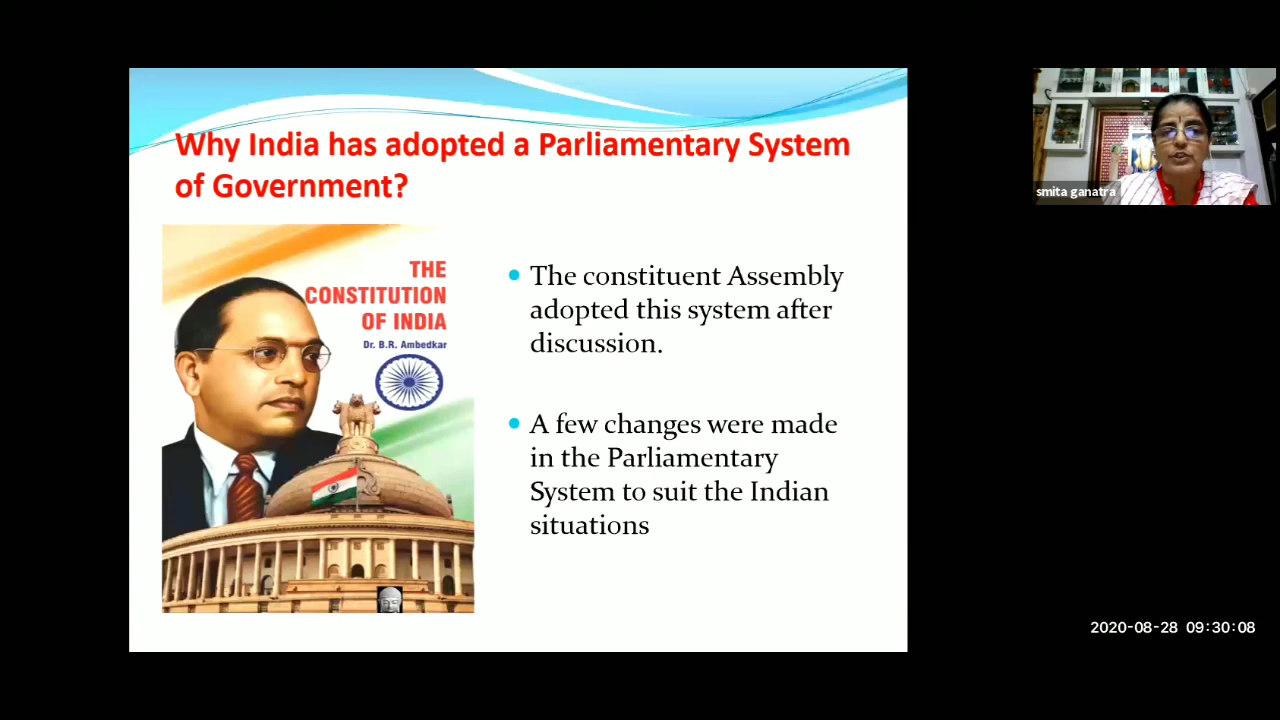 Why India has adopted a Parliamentary System
of Government?
THE
CONSTITUTION
OF INDIA
Dr. B.R. Ambedkar
The constituent Assembly
adopted this system after
discussion.
A few changes were made
in the Parliamentary
System to suit the Indian
situations
smita ganatra
2020-08-28 09:30:08